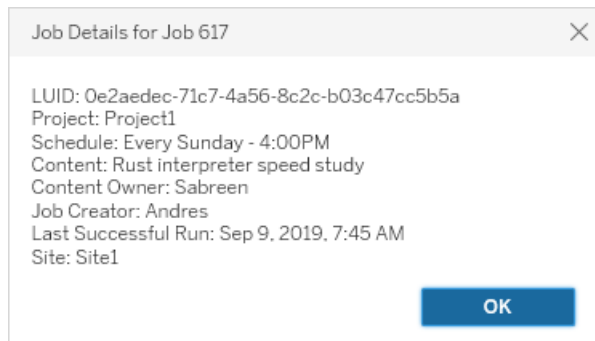 Job Details for Job 617
LUID: 0e2aedec-71c7-4a56-8c2c-b03c47cc5b5a
Project: Project1
Schedule: Every Sunday - 4:00PM
Content: Rust interpreter speed study
Content Owner: Sabreen
Job Creator: Andres
Last Successful Run: Sep 9, 2019, 7:45 AM
Site: Site1
OK